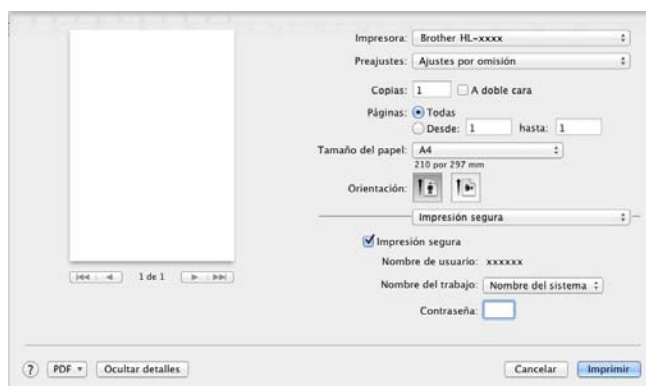 Impresora: Brother HL-xxxx
Preajustes: Ajustes por omisión
Copias: 1 A doble cara
Páginas: Todas
Desde: 1 hasta: 1
Tamaño del papel: A4
210 por 297 mm
Orientación:
Impresión segura
Impresión segura
Nombre de usuario: xxxxxx
Nombre del trabajo: Nombre del sistema
Contraseña:
1 de 1
? PDF Ocultar detalles Cancelar Imprimir